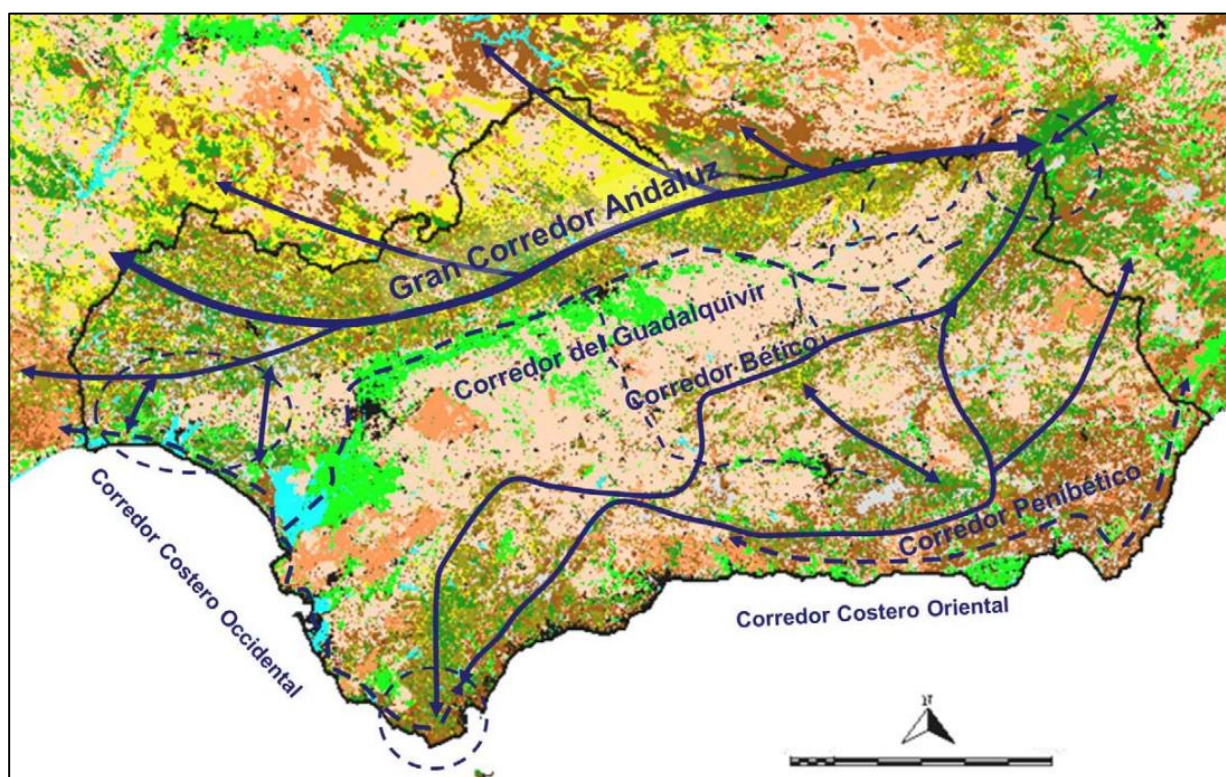 Gran Corredor Andaluz
Corredor del Guadalquivir
Corredor Bético
Corredor Penibético
Corredor Costero Occidental
Corredor Costero Oriental
N